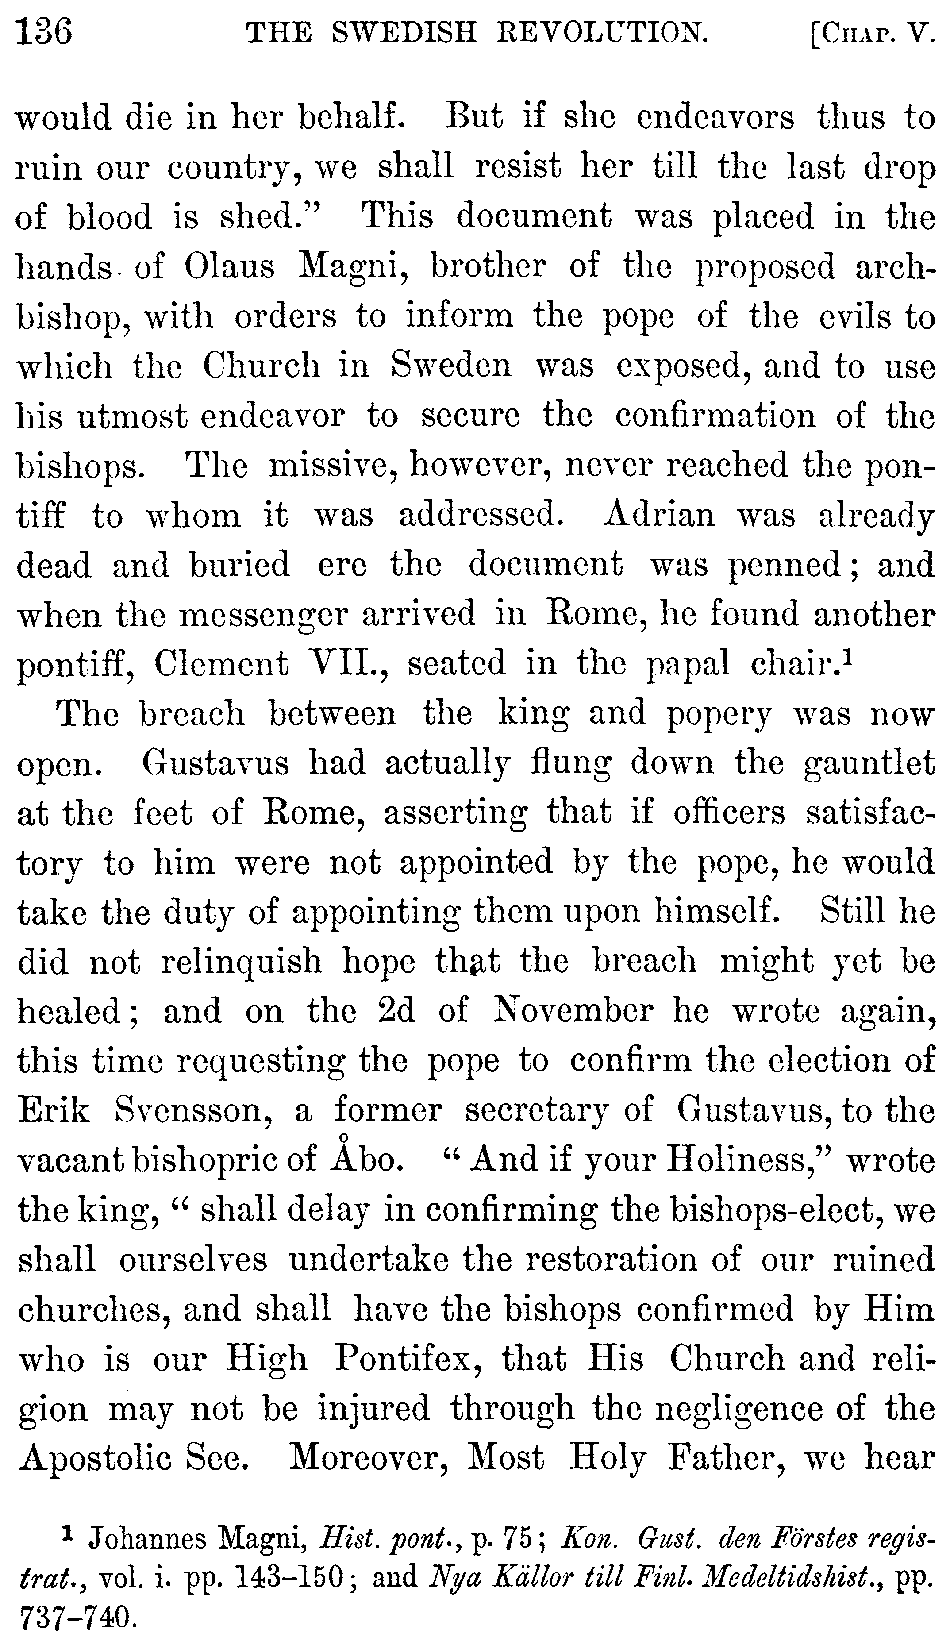 136 THE SWEDISH REVOLUTION. [CHAP. V.
would die in her behalf. But if she endeavors thus to
ruin our country, we shall resist her till the last drop
of blood is shed.” This document was placed in the
hands of Olaus Magni, brother of the proposed arch-
bishop, with orders to inform the pope of the evils to
which the Church in Sweden was exposed, and to use
his utmost endeavor to secure the confirmation of the
bishops. The missive, however, never reached the pon-
tiff to whom it was addressed. Adrian was already
dead and buried ere the document was penned; and
when the messenger arrived in Rome, he found another
pontiff, Clement VII., seated in the papal chair.¹
The breach between the king and popery was now
open. Gustavus had actually flung down the gauntlet
at the feet of Rome, asserting that if officers satisfac-
tory to him were not appointed by the pope, he would
take the duty of appointing them upon himself. Still he
did not relinquish hope that the breach might yet be
healed; and on the 2d of November he wrote again,
this time requesting the pope to confirm the election of
Erik Svensson, a former secretary of Gustavus, to the
vacant bishopric of Åbo. “And if your Holiness,” wrote
the king, “shall delay in confirming the bishops-elect, we
shall ourselves undertake the restoration of our ruined
churches, and shall have the bishops confirmed by Him
who is our High Pontifex, that His Church and reli-
gion may not be injured through the negligence of the
Apostolic See. Moreover, Most Holy Father, we hear
¹ Johannes Magni, Hist. pont., p. 75; Kon. Gust. den Förstes regis-
trat., vol. i. pp. 143–150; and Nya Källor till Finl. Medeltidshist., pp.
737–740.